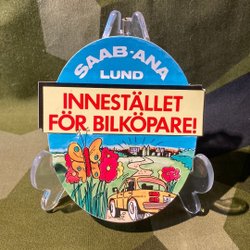 SAAB-ANA
LUND
INNESTÄLLET
FÖR BILKÖPARE!